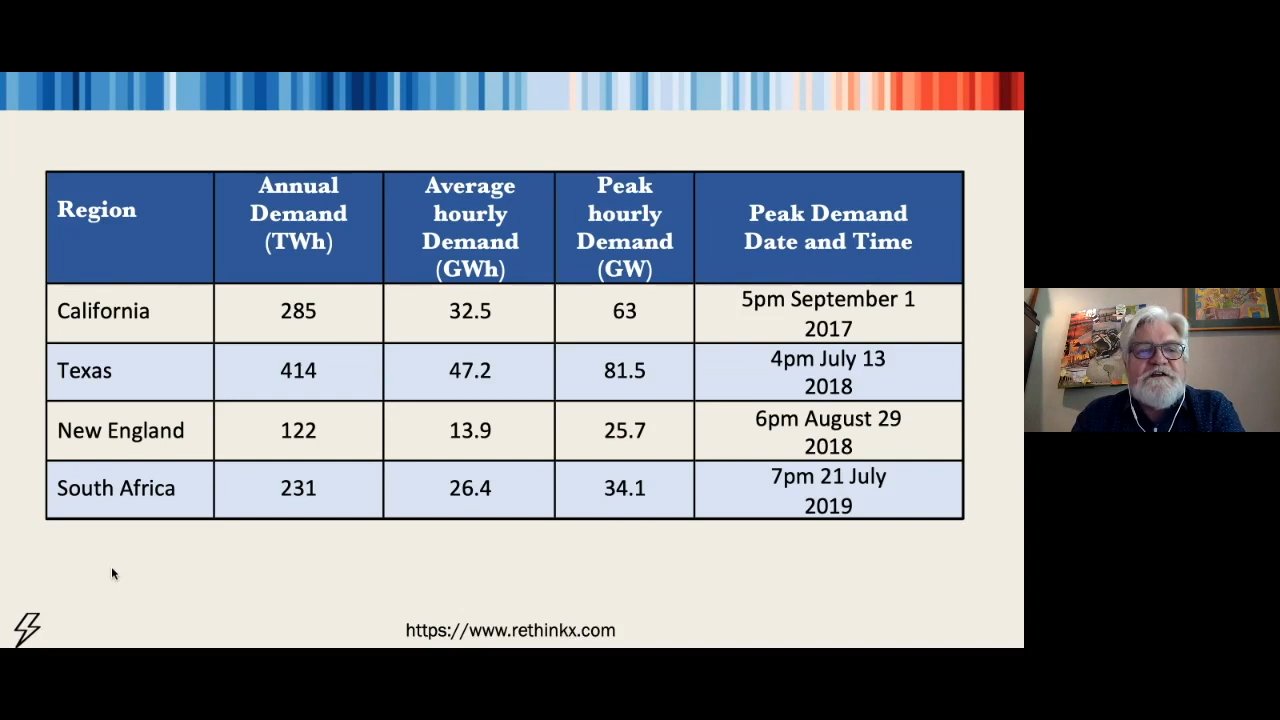 Region
Annual
Demand
(TWh)
Average
hourly
Demand
(GWh)
Peak
hourly
Demand
(GW)
Peak Demand
Date and Time
California
285
32.5
63
5pm September 1
2017
Texas
414
47.2
81.5
4pm July 13
2018
New England
122
13.9
25.7
6pm August 29
2018
South Africa
231
26.4
34.1
7pm 21 July
2019
https://www.rethinkx.com